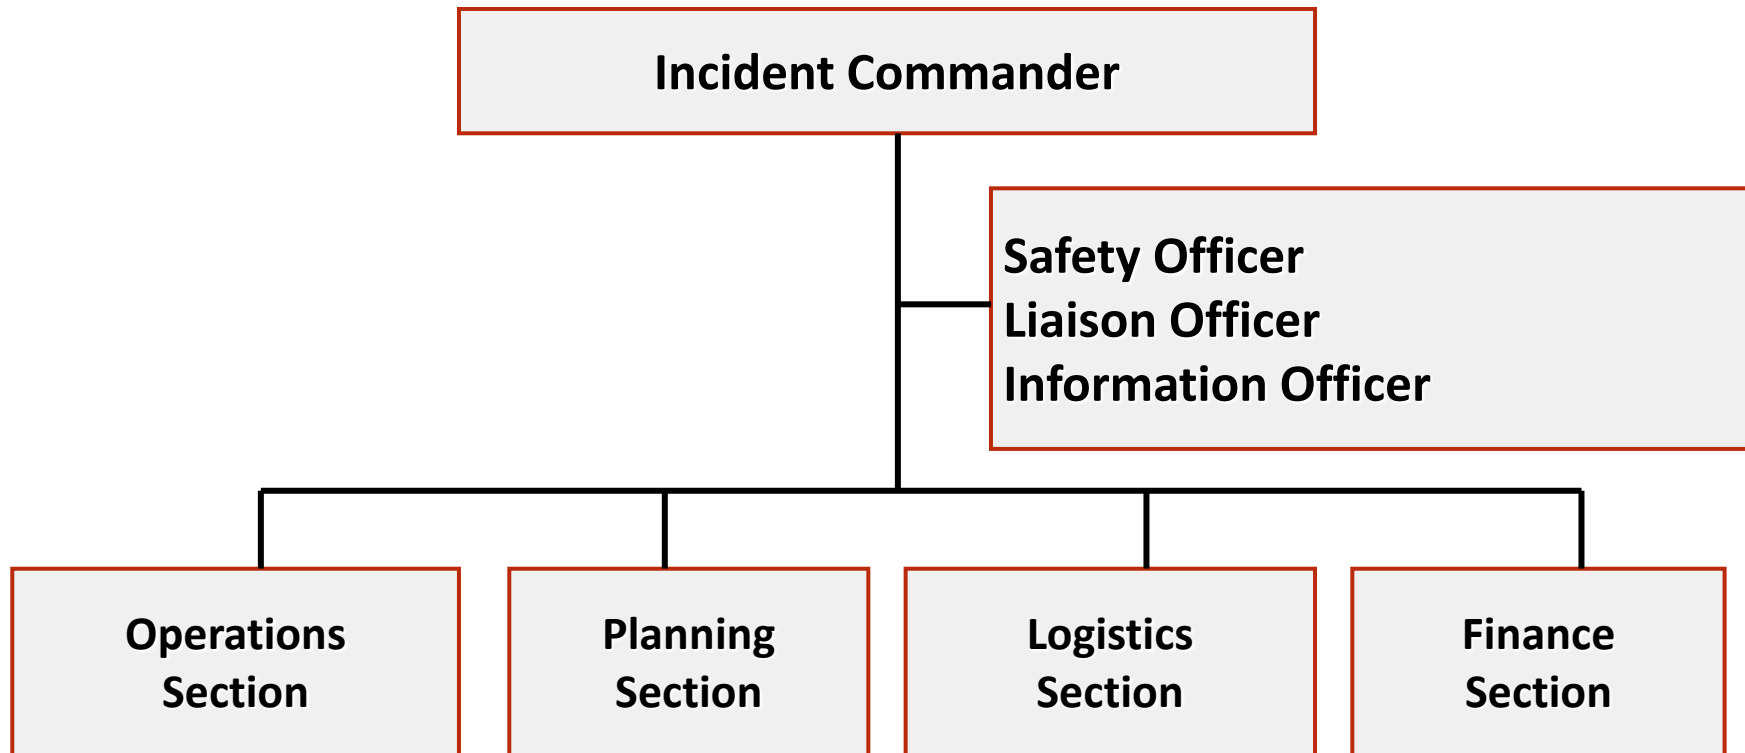 Incident Commander
Safety Officer
Liaison Officer
Information Officer
Operations
Section
Planning
Section
Logistics
Section
Finance
Section